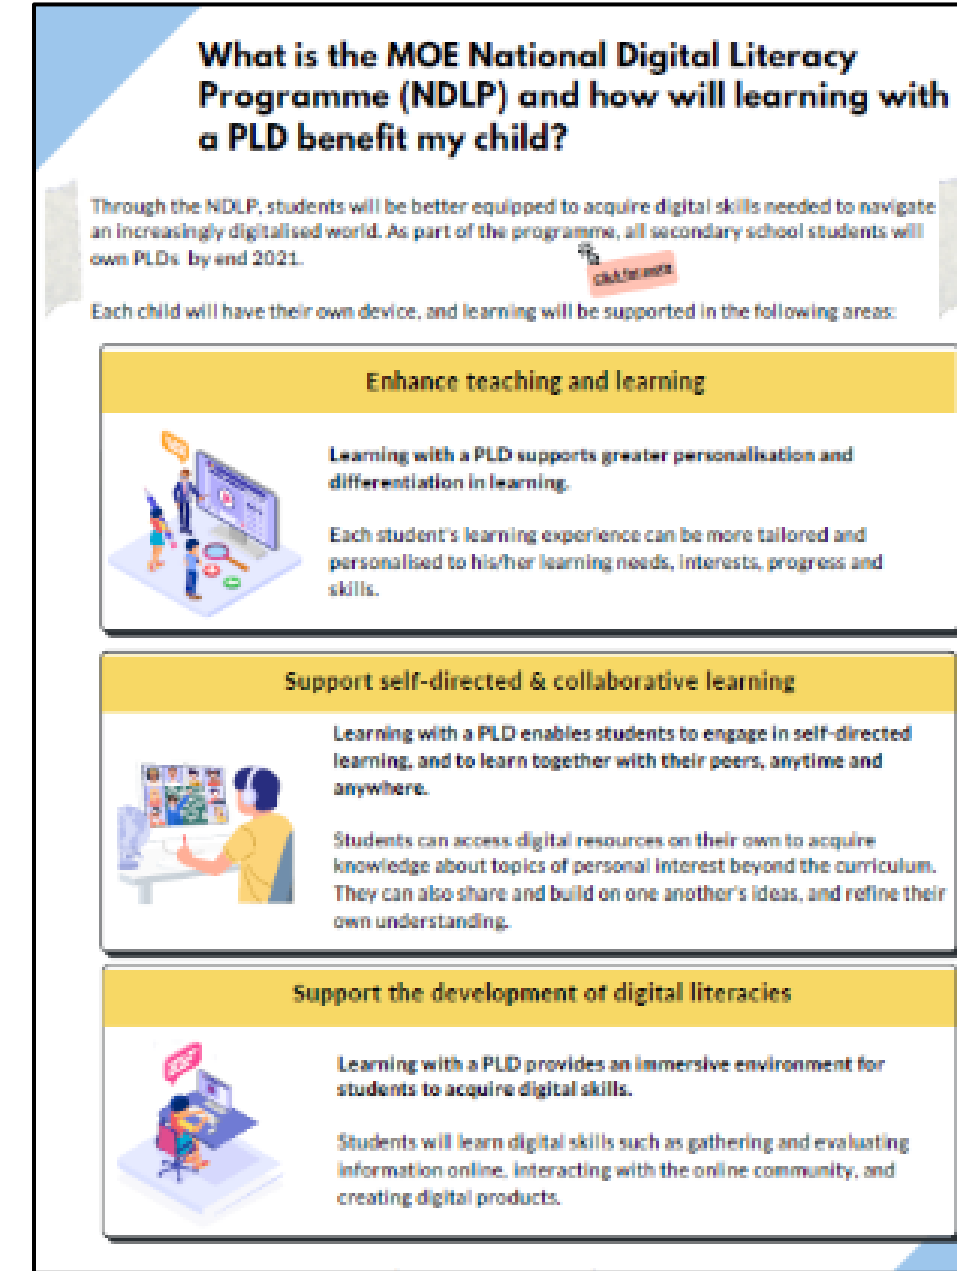 What is the MOE National Digital Literacy
Programme (NDLP) and how will learning with
a PLD benefit my child?
Through the NDLP, students will be better equipped to acquire digital skills needed to navigate
an increasingly digitalised world. As part of the programme, all secondary school students will
own PLDs by end 2021.
Click for more
Each child will have their own device, and learning will be supported in the following areas:
Enhance teaching and learning
Learning with a PLD supports greater personalisation and
differentiation in learning.
Each student's learning experience can be more tailored and
personalised to his/her learning needs, interests, progress and
skills.
Support self-directed & collaborative learning
Learning with a PLD enables students to engage in self-directed
learning, and to learn together with their peers, anytime and
anywhere.
Students can access digital resources on their own to acquire
knowledge about topics of personal interest beyond the curriculum.
They can also share and build on one another's ideas, and refine their
own understanding.
Support the development of digital literacies
Learning with a PLD provides an immersive environment for
students to acquire digital skills.
Students will learn digital skills such as gathering and evaluating
information online, interacting with the online community, and
creating digital products.